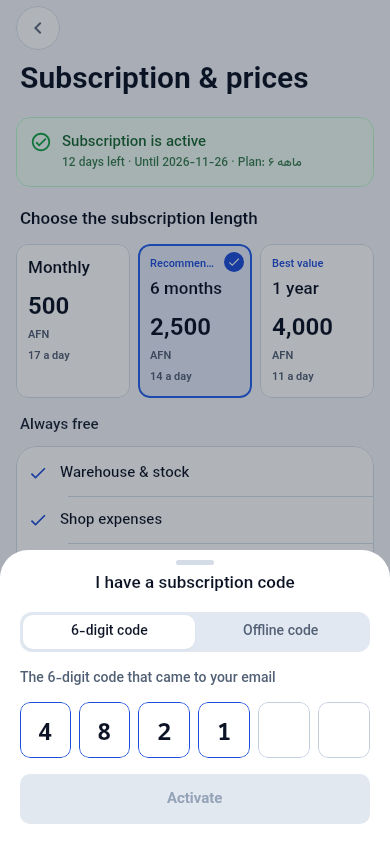 Subscription & prices
Subscription is active
12 days left · Until 2026-11-26 · Plan: ۶ ماهه
Choose the subscription length
Monthly
500
AFN
17 a day
Recommen...
6 months
2,500
AFN
14 a day
Best value
1 year
4,000
AFN
11 a day
Always free
Warehouse & stock
Shop expenses
I have a subscription code
6-digit code
Offline code
The 6-digit code that came to your email
4 8 2 1
Activate